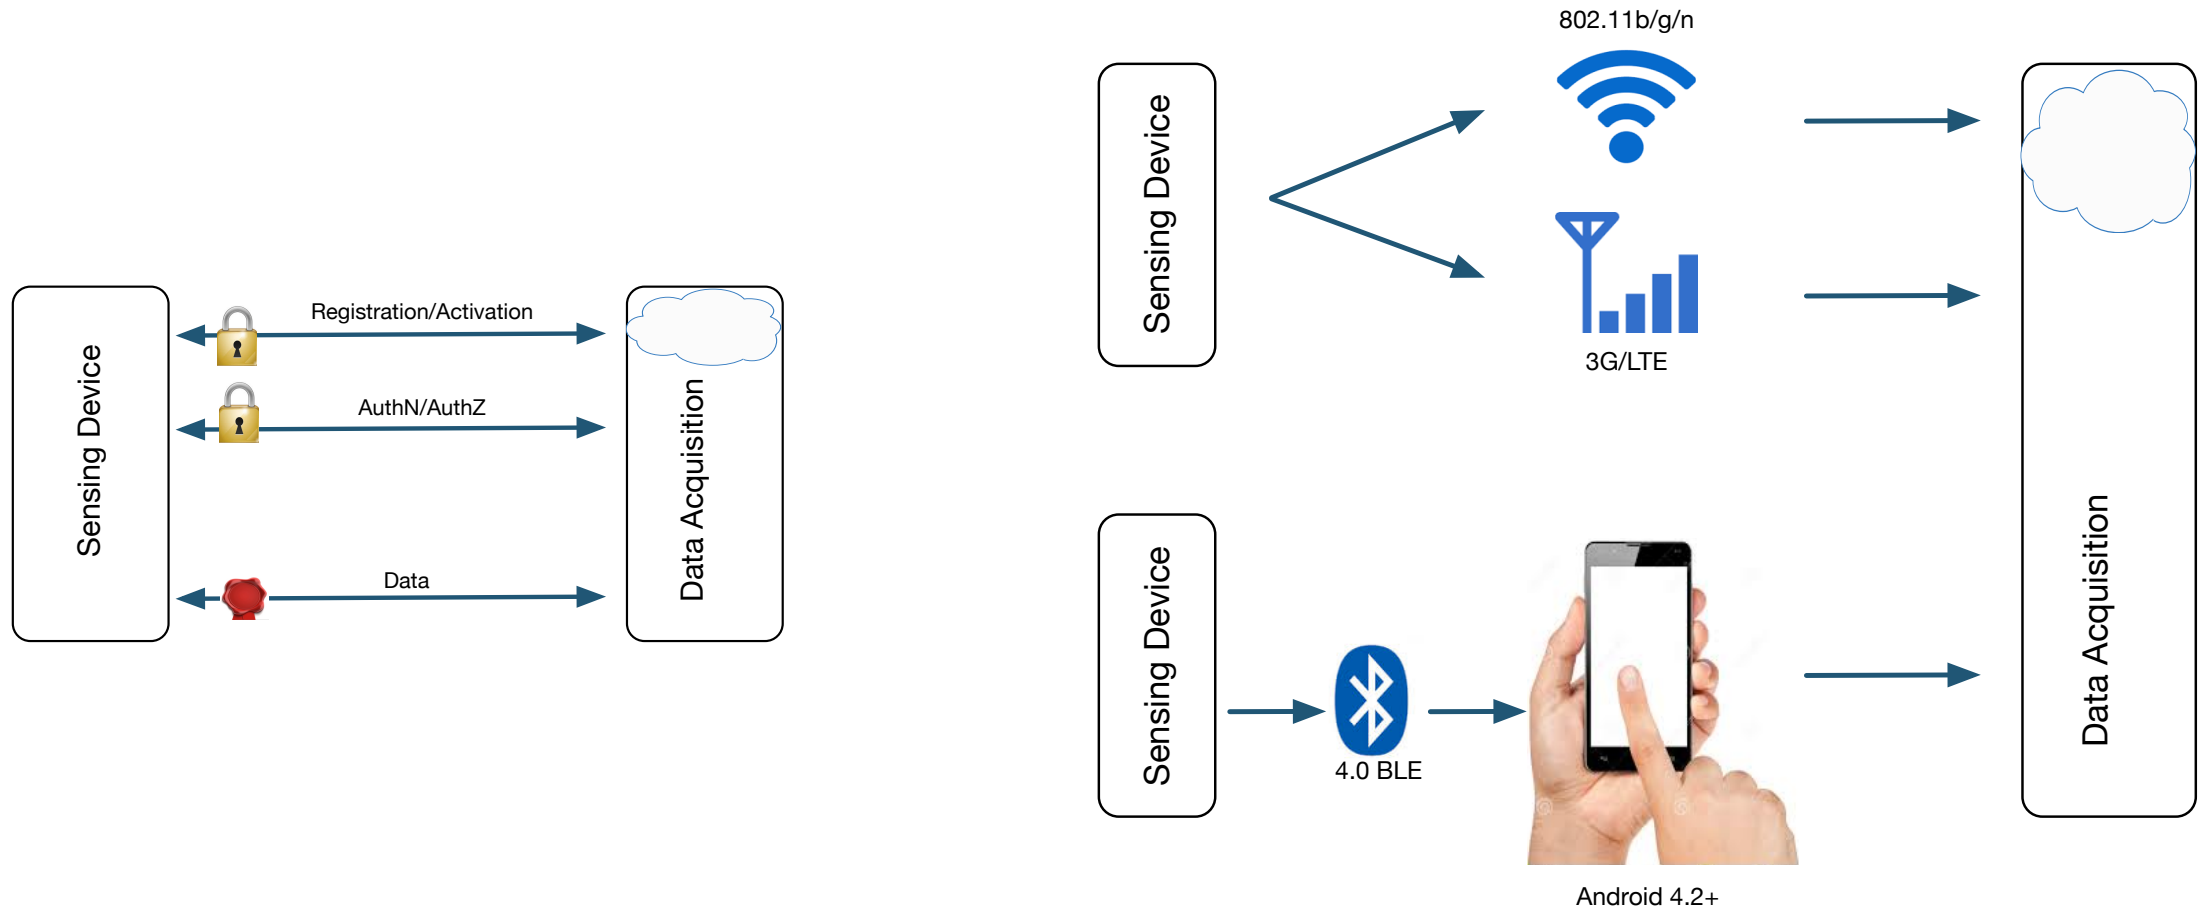 Sensing Device
Registration/Activation
AuthN/AuthZ
Data
Data Acquisition
802.11b/g/n
Sensing Device
3G/LTE
Sensing Device
4.0 BLE
Android 4.2+
Data Acquisition